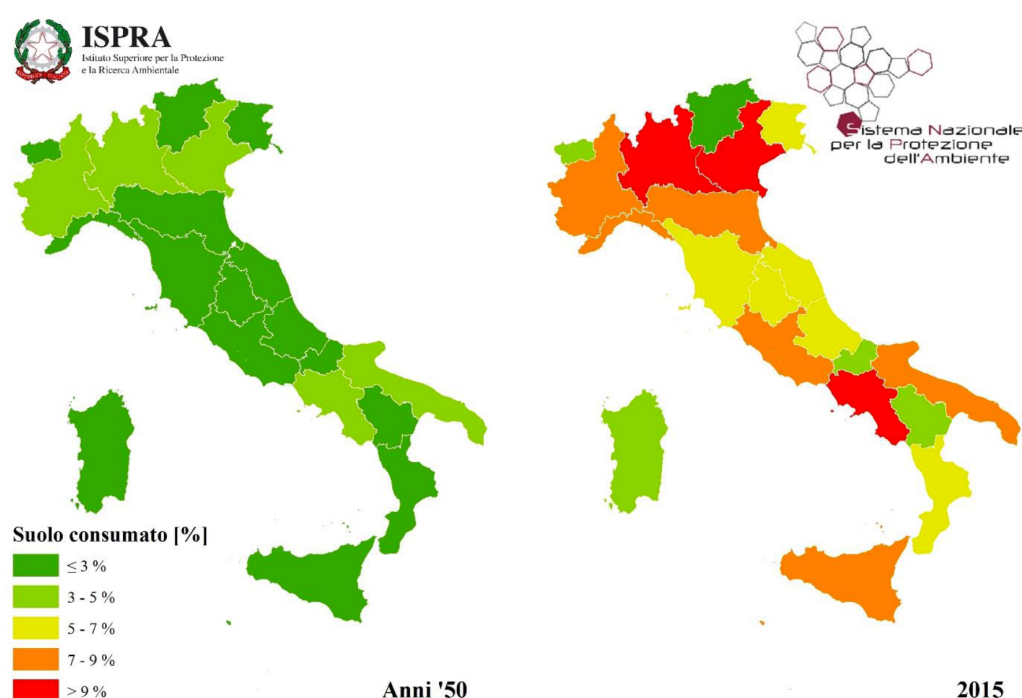 ISPRA
Istituto Superiore per la Protezione
e la Ricerca Ambientale
Sistema Nazionale
per la Protezione
dell'Ambiente
Suolo consumato [%]
≤ 3 %
3 - 5 %
5 - 7 %
7 - 9 %
> 9 %
Anni '50
2015